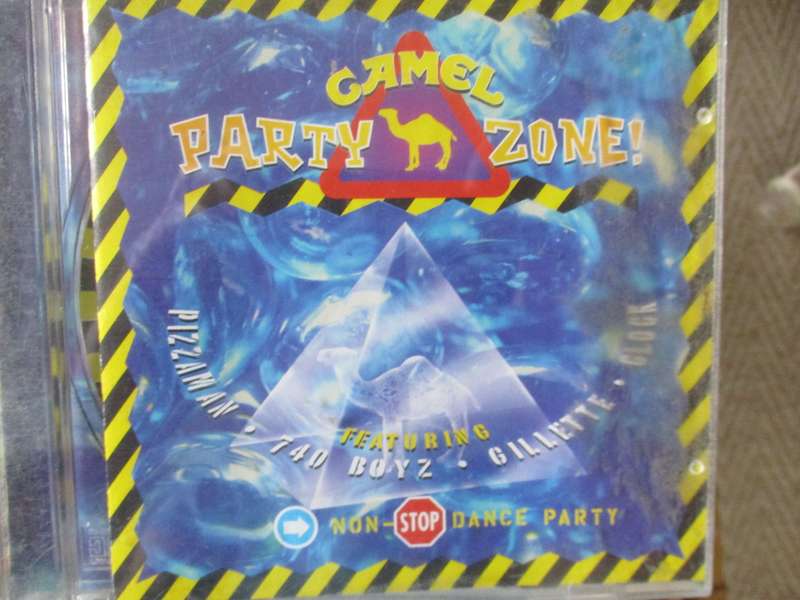 CAMEL
PARTY ZONE!
PIZZAMAN • 740 BOYZ • GILLETTE • CLOCK
FEATURING
NON-STOP DANCE PARTY